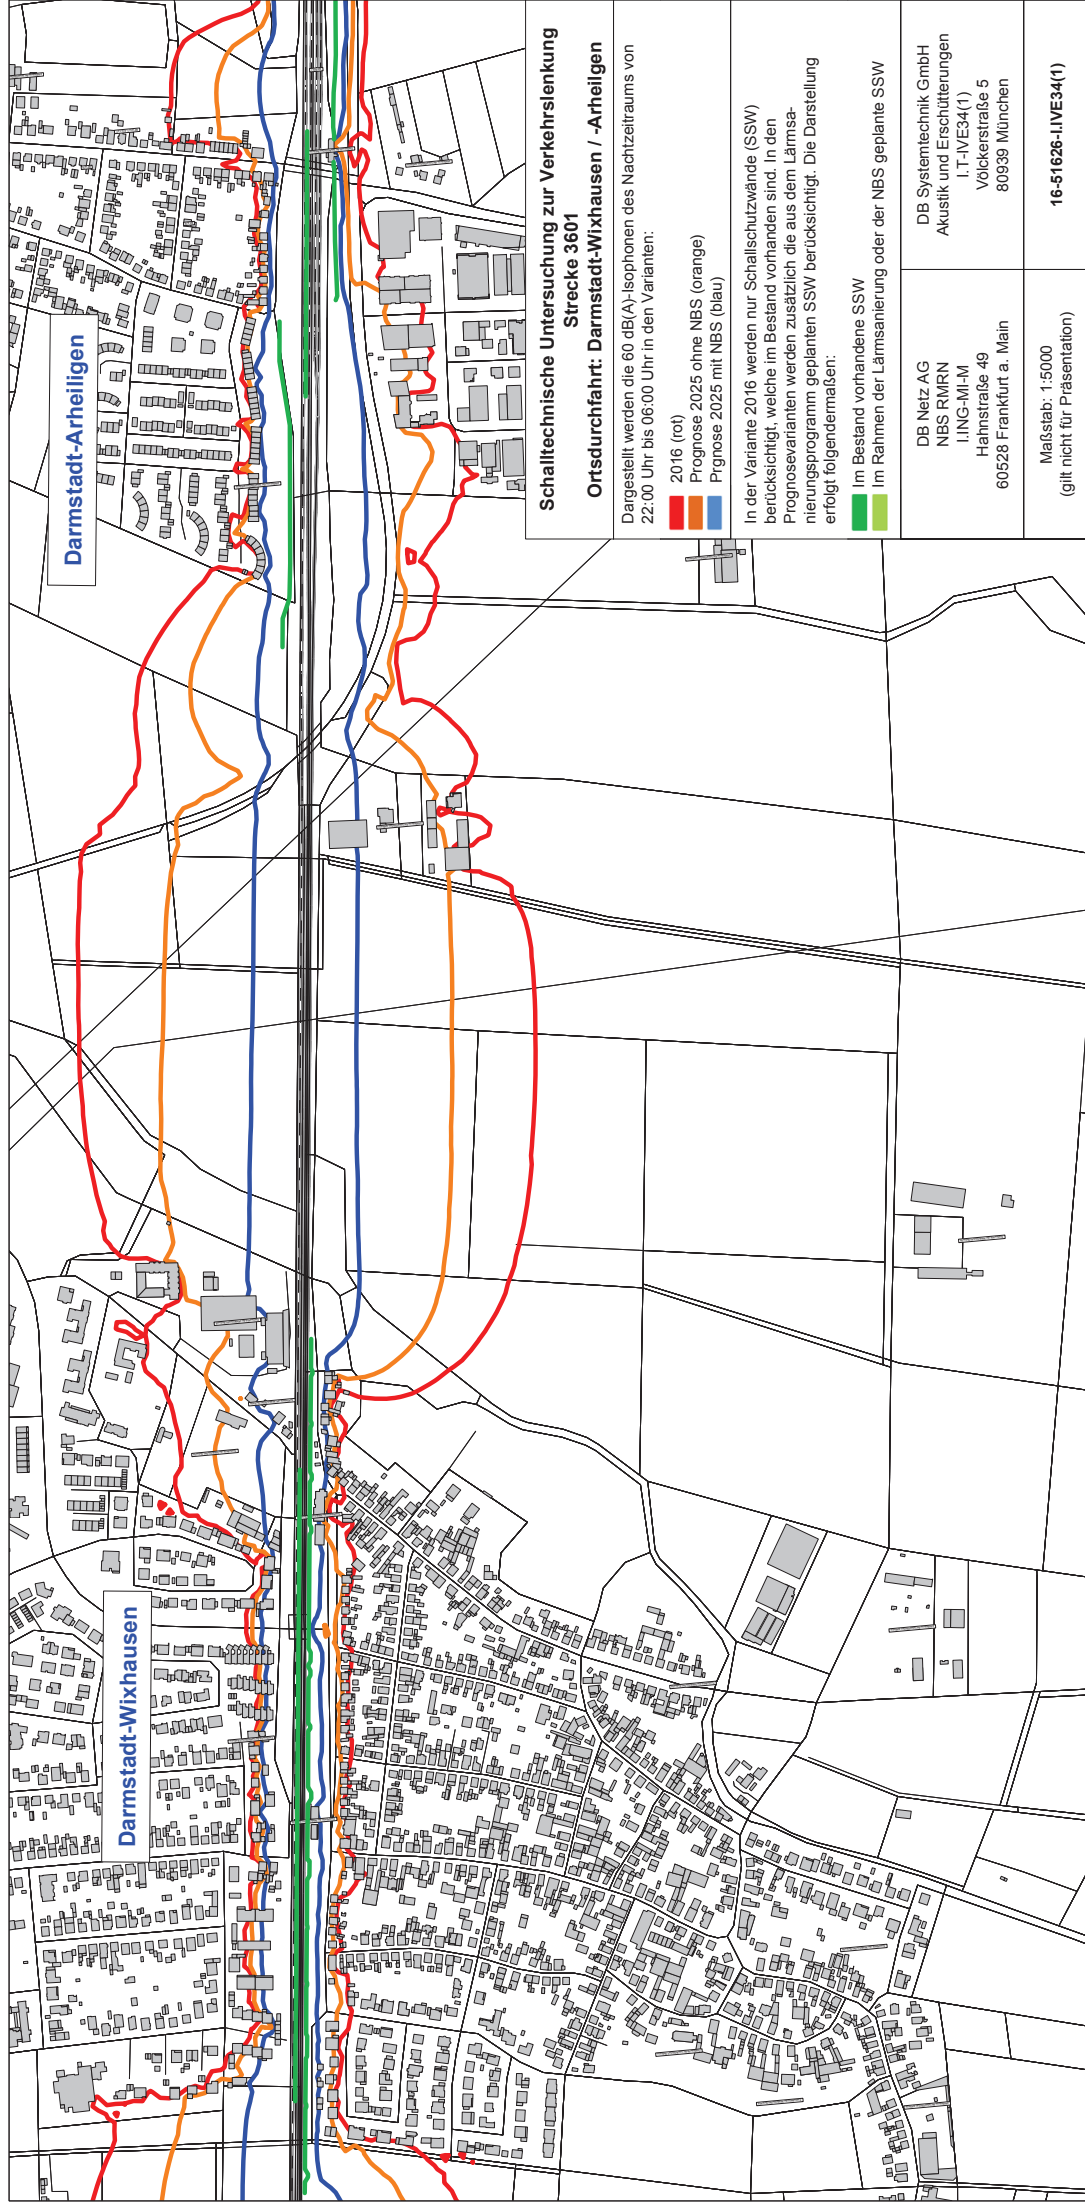 Darmstadt-Wixhausen
Darmstadt-Arheiligen
Schalltechnische Untersuchung zur Verkehrslenkung
Strecke 3601
Ortsdurchfahrt: Darmstadt-Wixhausen / -Arheilgen
Dargestellt werden die 60 dB(A)-Isophonen des Nachtzeitraums von
22:00 Uhr bis 06:00 Uhr in den Varianten:
2016 (rot)
Prognose 2025 ohne NBS (orange)
Prgnose 2025 mit NBS (blau)
In der Variante 2016 werden nur Schallschutzwände (SSW)
berücksichtigt, welche im Bestand vorhanden sind. In den
Prognosevarianten werden zusätzlich die aus dem Lärmsa-
nierungsprogramm geplanten SSW berücksichtigt. Die Darstellung
erfolgt folgendermaßen:
Im Bestand vorhandene SSW
Im Rahmen der Lärmsanierung oder der NBS geplante SSW
DB Netz AG
NBS RMRN
I.ING-MI-M
Hahnstraße 49
60528 Frankfurt a. Main
DB Systemtechnik GmbH
Akustik und Erschütterungen
I.T-IVE34(1)
Völckerstraße 5
80939 München
Maßstab: 1:5000
(gilt nicht für Präsentation)
16-51626-I.IVE34(1)